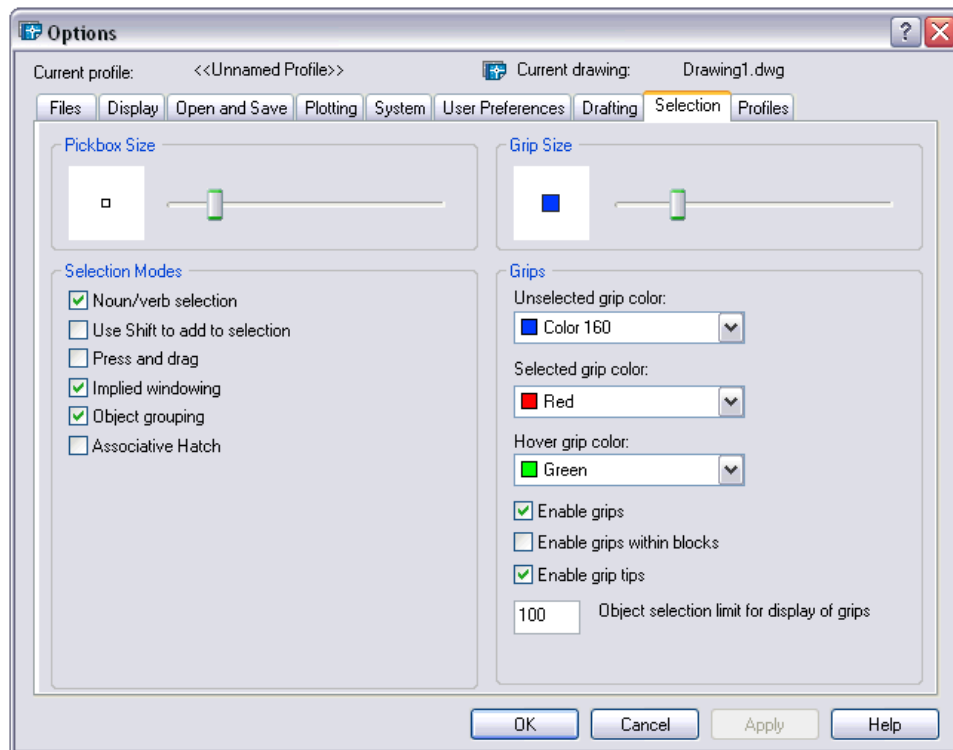 Options
Current profile: <<Unnamed Profile>> Current drawing: Drawing1.dwg
Files Display Open and Save Plotting System User Preferences Drafting Selection Profiles
Pickbox Size
Grip Size
Selection Modes
Noun/verb selection
Use Shift to add to selection
Press and drag
Implied windowing
Object grouping
Associative Hatch
Grips
Unselected grip color:
Color 160
Selected grip color:
Red
Hover grip color:
Green
Enable grips
Enable grips within blocks
Enable grip tips
100 Object selection limit for display of grips
OK Cancel Apply Help